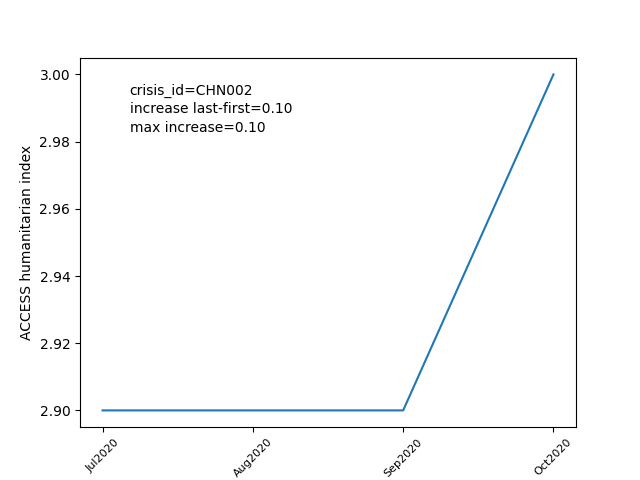 3.00
crisis_id=CHN002
increase last-first=0.10
max increase=0.10
2.98
2.96
2.94
2.92
2.90
ACCESS humanitarian index
Jul2020
Aug2020
Sep2020
Oct2020